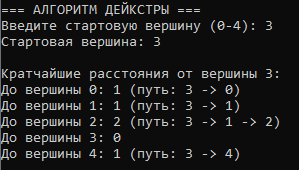 === АЛГОРИТМ ДЕЙКСТРЫ ===
Введите стартовую вершину (0-4): 3
Стартовая вершина: 3

Кратчайшие расстояния от вершины 3:
До вершины 0: 1 (путь: 3 -> 0)
До вершины 1: 1 (путь: 3 -> 1)
До вершины 2: 2 (путь: 3 -> 1 -> 2)
До вершины 3: 0
До вершины 4: 1 (путь: 3 -> 4)